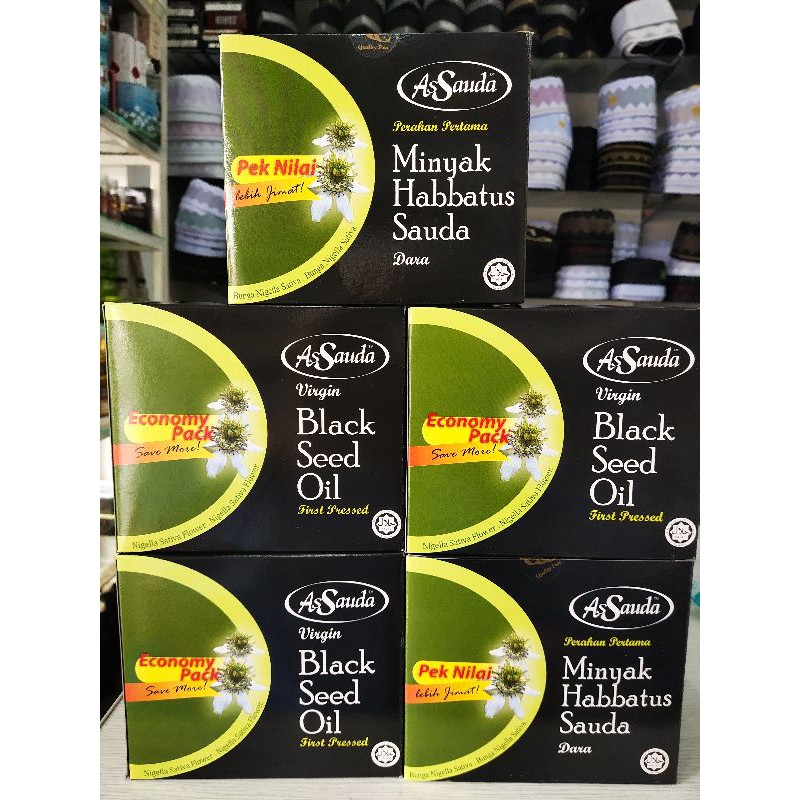 Quality Pass
AsSauda
Perahan Pertama
Minyak
Habbatus
Sauda
Dara
Pek Nilai
Lebih Jimat!
Bunga Nigella Sativa . Bunga Nigella Sativa
AsSauda
Virgin
Black
Seed
Oil
First Pressed
Economy
Pack
Save More!
Nigella Sativa Flower . Nigella Sativa Flower
AsSauda
Virgin
Black
Seed
Oil
First Pressed
Economy
Pack
Save More!
Nigella Sativa Flower . Nigella Sativa Flower
AsSauda
Virgin
Black
Seed
Oil
First Pressed
Economy
Pack
Save More!
Nigella Sativa Flower . Nigella Sativa Flower
AsSauda
Perahan Pertama
Minyak
Habbatus
Sauda
Dara
Pek Nilai
Lebih Jimat!
Bunga Nigella Sativa . Bunga Nigella Sativa